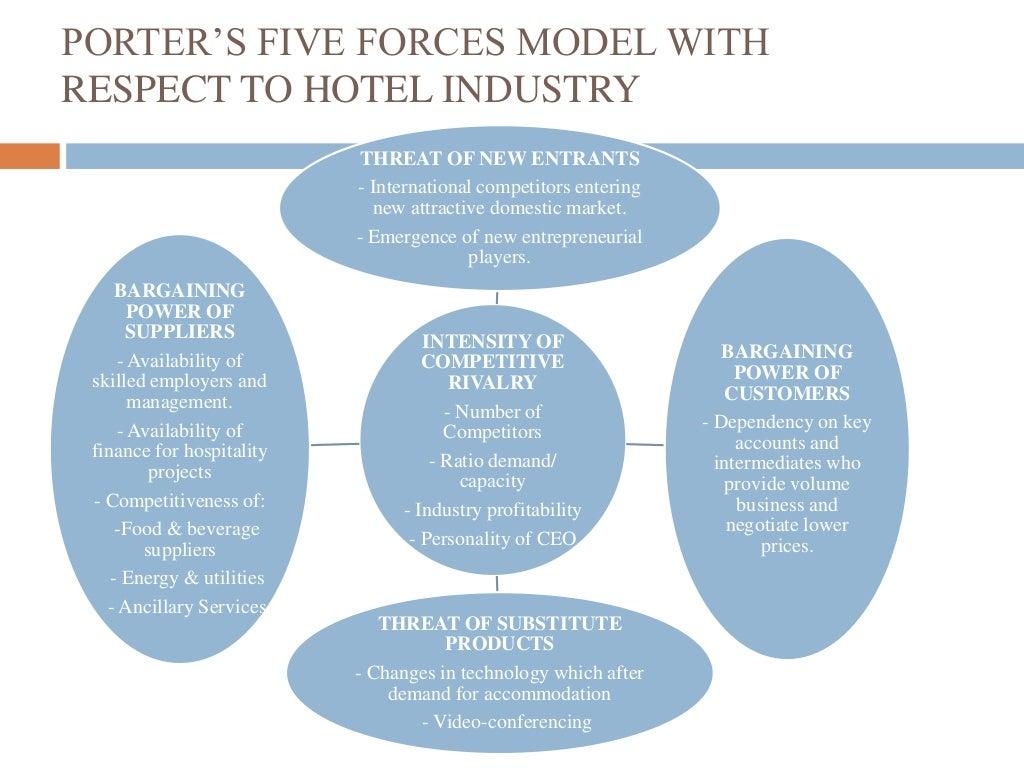 PORTER’S FIVE FORCES MODEL WITH
RESPECT TO HOTEL INDUSTRY
THREAT OF NEW ENTRANTS
- International competitors entering
new attractive domestic market.
- Emergence of new entrepreneurial
players.
BARGAINING
POWER OF
SUPPLIERS
- Availability of
skilled employers and
management.
- Availability of
finance for hospitality
projects
- Competitiveness of:
-Food & beverage
suppliers
- Energy & utilities
- Ancillary Services
INTENSITY OF
COMPETITIVE
RIVALRY
- Number of
Competitors
- Ratio demand/
capacity
- Industry profitability
- Personality of CEO
BARGAINING
POWER OF
CUSTOMERS
- Dependency on key
accounts and
intermediates who
provide volume
business and
negotiate lower
prices.
THREAT OF SUBSTITUTE
PRODUCTS
- Changes in technology which after
demand for accommodation
- Video-conferencing